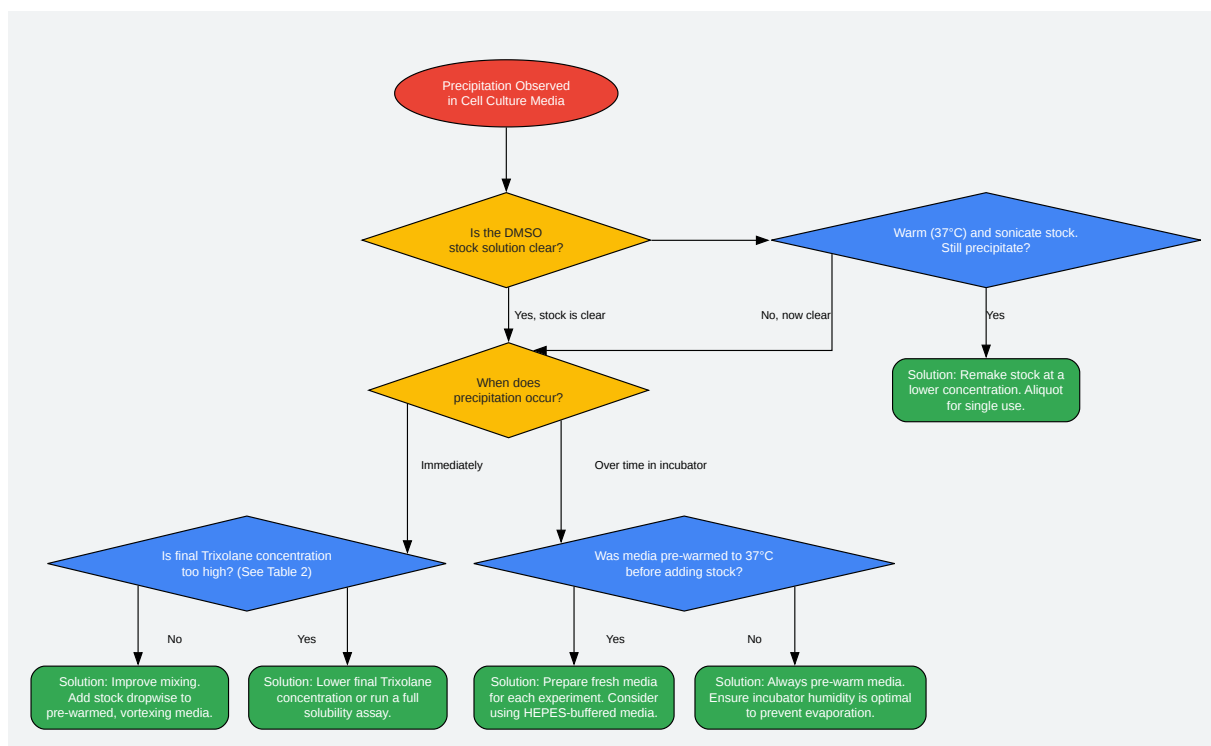 Precipitation Observed
in Cell Culture Media
Is the DMSO
stock solution clear?
Warm (37°C) and sonicate stock.
Still precipitate?
Yes, stock is clear
No, now clear
Yes
When does
precipitation occur?
Solution: Remake stock at a
lower concentration. Aliquot
for single use.
Immediately
Over time in incubator
Is final Trixolane concentration
too high? (See Table 2)
Was media pre-warmed to 37°C
before adding stock?
No
Yes
Yes
No
Solution: Improve mixing.
Add stock dropwise to
pre-warmed, vortexing media.
Solution: Lower final Trixolane
concentration or run a full
solubility assay.
Solution: Prepare fresh media
for each experiment. Consider
using HEPES-buffered media.
Solution: Always pre-warm media.
Ensure incubator humidity is optimal
to prevent evaporation.